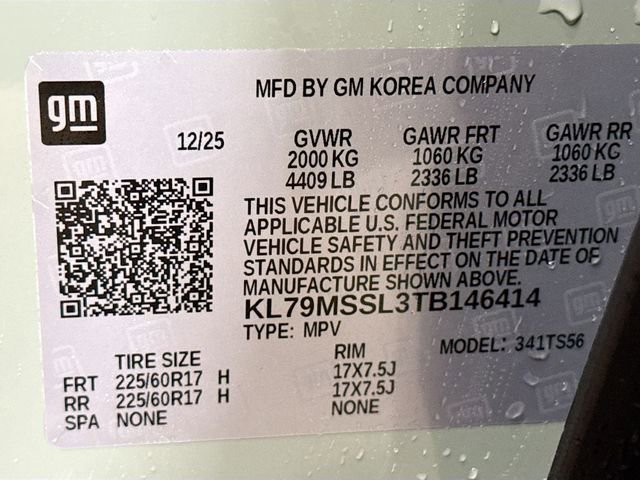 gm
MFD BY GM KOREA COMPANY
12/25 GVWR GAWR FRT GAWR RR
2000 KG 1060 KG 1060 KG
4409 LB 2336 LB 2336 LB
THIS VEHICLE CONFORMS TO ALL
APPLICABLE U.S. FEDERAL MOTOR
VEHICLE SAFETY AND THEFT PREVENTION
STANDARDS IN EFFECT ON THE DATE OF
MANUFACTURE SHOWN ABOVE.
KL79MSSL3TB146414
TYPE: MPV MODEL: 341TS56
TIRE SIZE RIM
FRT 225/60R17 H 17X7.5J
RR 225/60R17 H 17X7.5J
SPA NONE NONE